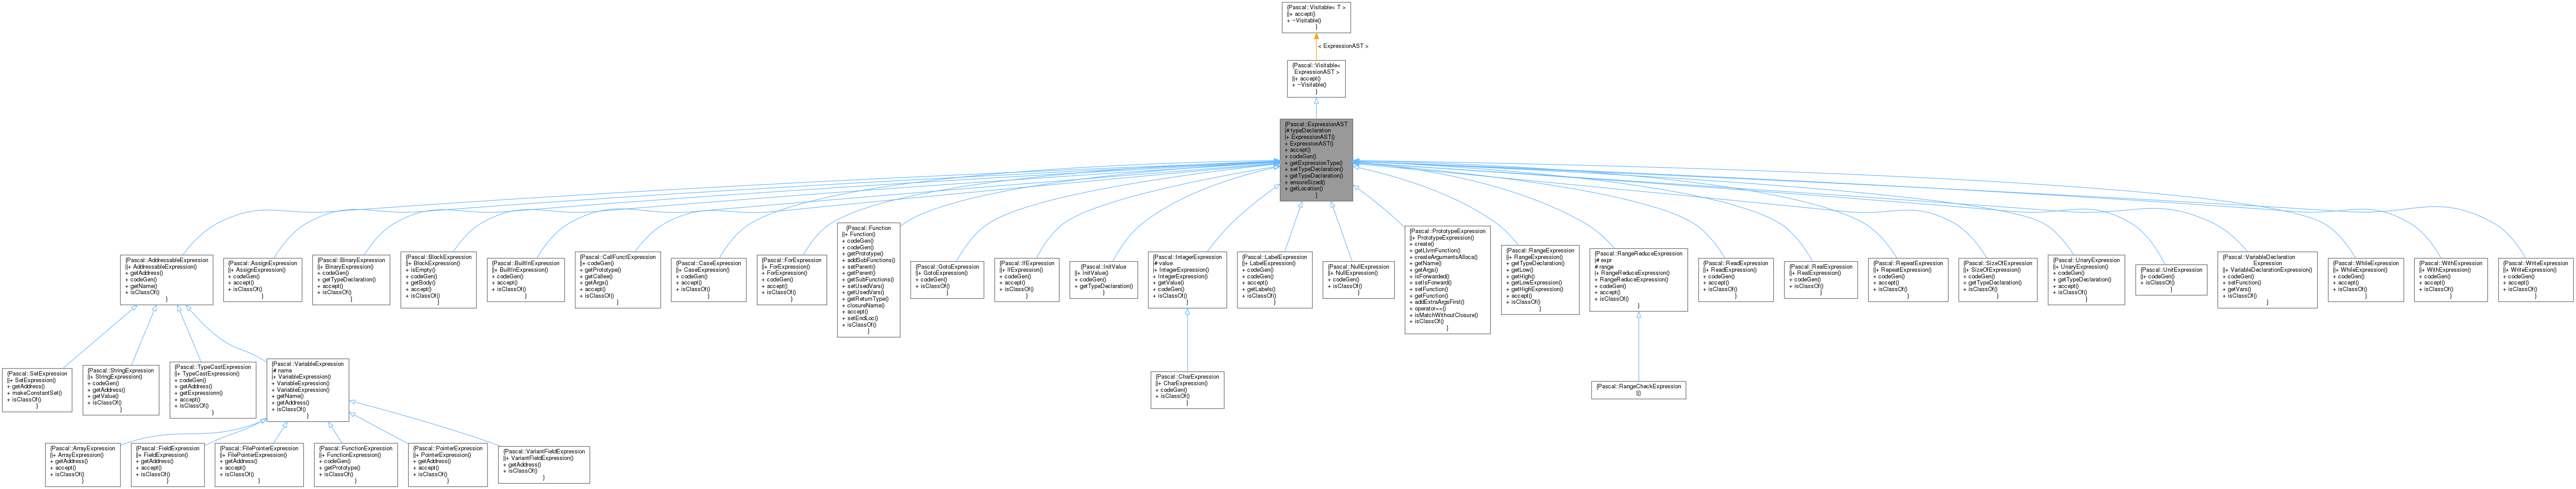 {Pascal::Visitable< T >
||+ accept()
+ ~Visitable()
}
< ExpressionAST >
{Pascal::Visitable<
ExpressionAST >
||+ accept()
+ ~Visitable()
}
{Pascal::ExpressionAST
|# typeDeclaration
|+ ExpressionAST()
+ ExpressionAST()
+ accept()
+ codeGen()
+ getExpressionType()
+ setTypeDeclaration()
+ getTypeDeclaration()
+ ensureSized()
+ getLocation()
}
{Pascal::AddressableExpression
||+ AddressableExpression()
+ getAddress()
+ codeGen()
+ getName()
+ isClassOf()
}
{Pascal::AssignExpression
||+ AssignExpression()
+ codeGen()
+ accept()
+ isClassOf()
}
{Pascal::BinaryExpression
||+ BinaryExpression()
+ codeGen()
+ getTypeDeclaration()
+ accept()
+ isClassOf()
}
{Pascal::BlockExpression
||+ BlockExpression()
+ isEmpty()
+ codeGen()
+ getBody()
+ accept()
+ isClassOf()
}
{Pascal::BuiltInExpression
||+ BuiltInExpression()
+ codeGen()
+ accept()
+ isClassOf()
}
{Pascal::CallFunctExpression
||+ codeGen()
+ getPrototype()
+ getCallee()
+ getArgs()
+ accept()
+ isClassOf()
}
{Pascal::CaseExpression
||+ CaseExpression()
+ codeGen()
+ accept()
+ isClassOf()
}
{Pascal::ForExpression
||+ ForExpression()
+ ForExpression()
+ codeGen()
+ accept()
+ isClassOf()
}
{Pascal::Function
||+ Function()
+ codeGen()
+ codeGen()
+ getPrototype()
+ addSubFunctions()
+ setParent()
+ getParent()
+ getSubFunctions()
+ setUsedVars()
+ getUsedVars()
+ getReturnType()
+ closureName()
+ accept()
+ setEndLoc()
+ isClassOf()
}
{Pascal::GotoExpression
||+ GotoExpression()
+ codeGen()
+ isClassOf()
}
{Pascal::IfExpression
||+ IfExpression()
+ codeGen()
+ accept()
+ isClassOf()
}
{Pascal::InitValue
||+ InitValue()
+ codeGen()
+ getTypeDeclaration()
}
{Pascal::IntegerExpression
|# value
|+ IntegerExpression()
+ IntegerExpression()
+ getValue()
+ codeGen()
+ isClassOf()
}
{Pascal::LabelExpression
||+ LabelExpression()
+ codeGen()
+ codeGen()
+ accept()
+ getLabels()
+ isClassOf()
}
{Pascal::NullExpression
||+ NullExpression()
+ codeGen()
+ isClassOf()
}
{Pascal::PrototypeExpression
||+ PrototypeExpression()
+ create()
+ getLlvmFunction()
+ createArgumentsAlloca()
+ getName()
+ getArgs()
+ isForwarded()
+ setIsForward()
+ setFunction()
+ getFunction()
+ addExtraArgsFirst()
+ operator==()
+ isMatchWithoutClosure()
+ isClassOf()
}
{Pascal::RangeExpression
||+ RangeExpression()
+ getTypeDeclaration()
+ getLow()
+ getHigh()
+ getLowExpression()
+ getHighExpression()
+ accept()
+ isClassOf()
}
{Pascal::RangeReduceExpression
|# expr
# range
|+ RangeReduceExpression()
+ RangeReduceExpression()
+ codeGen()
+ accept()
+ isClassOf()
}
{Pascal::ReadExpression
||+ ReadExpression()
+ codeGen()
+ accept()
+ isClassOf()
}
{Pascal::RealExpression
||+ RealExpression()
+ codeGen()
+ isClassOf()
}
{Pascal::RepeatExpression
||+ RepeatExpression()
+ codeGen()
+ accept()
+ isClassOf()
}
{Pascal::SizeOfExpression
||+ SizeOfExpression()
+ codeGen()
+ getTypeDeclaration()
+ isClassOf()
}
{Pascal::UnaryExpression
||+ UnaryExpression()
+ codeGen()
+ getTypeDeclaration()
+ accept()
+ isClassOf()
}
{Pascal::UnitExpression
||+ codeGen()
+ isClassOf()
}
{Pascal::VariableDeclaration
Expression
||+ VariableDeclarationExpression()
+ codeGen()
+ setFunction()
+ getVars()
+ isClassOf()
}
{Pascal::WhileExpression
||+ WhileExpression()
+ codeGen()
+ accept()
+ isClassOf()
}
{Pascal::WithExpression
||+ WithExpression()
+ codeGen()
+ accept()
+ isClassOf()
}
{Pascal::WriteExpression
||+ WriteExpression()
+ codeGen()
+ accept()
+ isClassOf()
}
{Pascal::SetExpression
||+ SetExpression()
+ getAddress()
+ makeConstantSet()
+ isClassOf()
}
{Pascal::StringExpression
||+ StringExpression()
+ codeGen()
+ getAddress()
+ getValue()
+ isClassOf()
}
{Pascal::TypeCastExpression
||+ TypeCastExpression()
+ codeGen()
+ getAddress()
+ getExpressionn()
+ accept()
+ isClassOf()
}
{Pascal::VariableExpression
|# name
|+ VariableExpression()
+ VariableExpression()
+ VariableExpression()
+ getName()
+ getAddress()
+ isClassOf()
}
{Pascal::CharExpression
||+ CharExpression()
+ codeGen()
+ isClassOf()
}
{Pascal::RangeCheckExpression
||}
{Pascal::ArrayExpression
||+ ArrayExpression()
+ getAddress()
+ accept()
+ isClassOf()
}
{Pascal::FieldExpression
||+ FieldExpression()
+ getAddress()
+ accept()
+ isClassOf()
}
{Pascal::FilePointerExpression
||+ FilePointerExpression()
+ getAddress()
+ accept()
+ isClassOf()
}
{Pascal::FunctionExpression
||+ FunctionExpression()
+ codeGen()
+ getPrototype()
+ isClassOf()
}
{Pascal::PointerExpression
||+ PointerExpression()
+ getAddress()
+ accept()
+ isClassOf()
}
{Pascal::VariantFieldExpression
||+ VariantFieldExpression()
+ getAddress()
+ isClassOf()
}